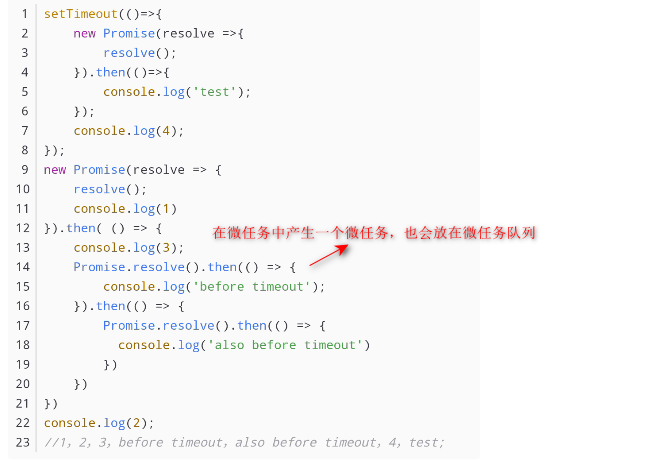 1 setTimeout(()=>{
2     new Promise(resolve =>{
3         resolve();
4     }).then(()=>{
5         console.log('test');
6     });
7     console.log(4);
8 });
9 new Promise(resolve => {
10     resolve();
11     console.log(1)
12 }).then( () => {
在微任务中产生一个微任务，也会放在微任务队列
13     console.log(3);
14     Promise.resolve().then(() => {
15         console.log('before timeout');
16     }).then(() => {
17         Promise.resolve().then(() => {
18           console.log('also before timeout')
19         })
20     })
21 })
22 console.log(2);
23 //1，2，3，before timeout，also before timeout，4，test;